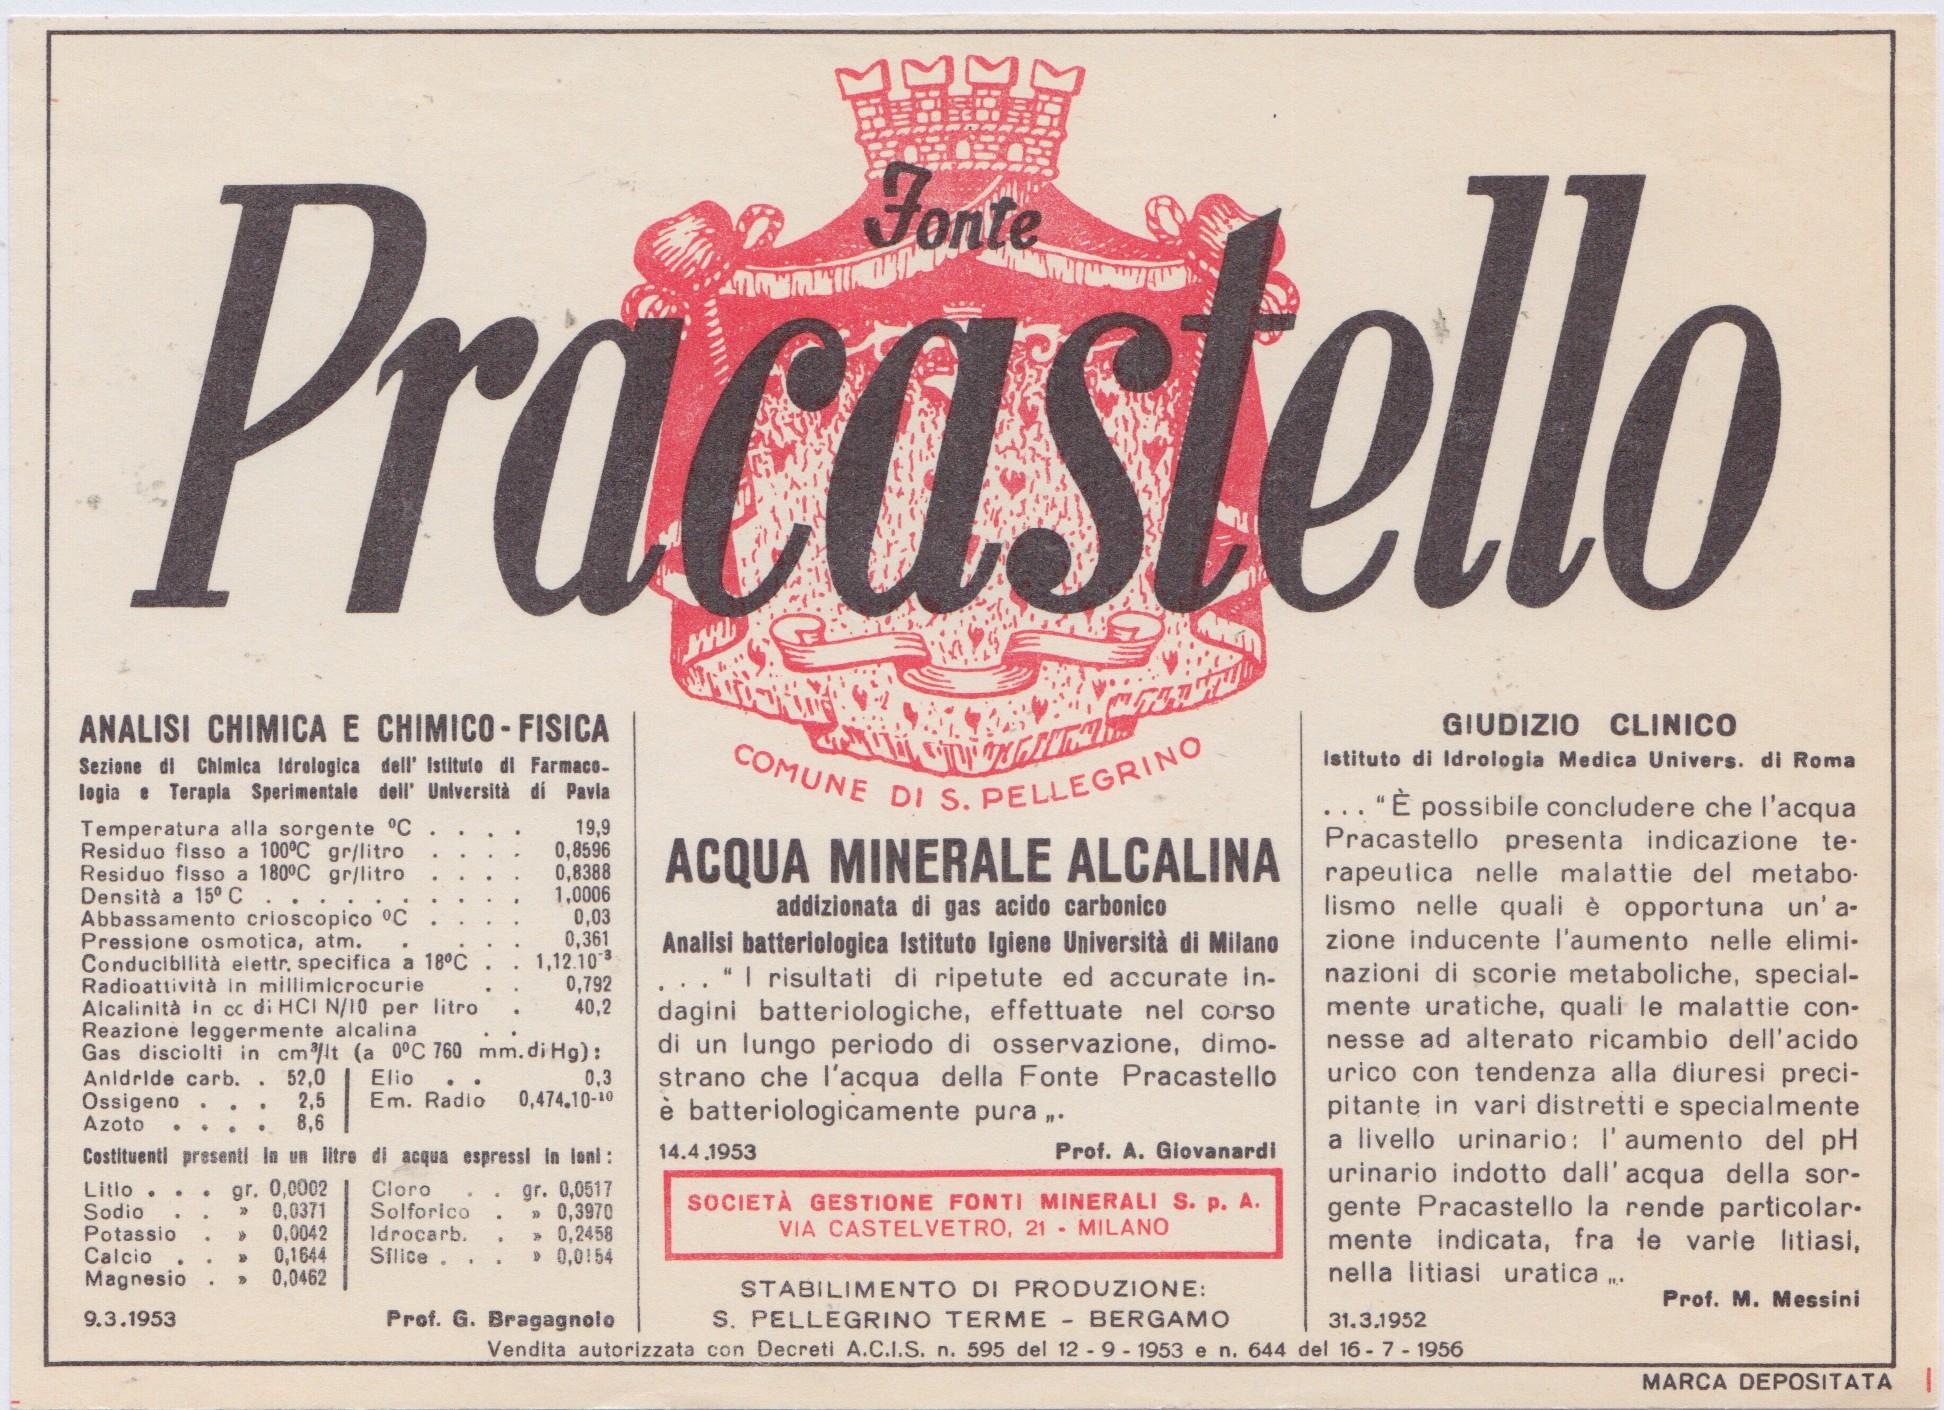 Fonte
Pracastello
COMUNE DI S. PELLEGRINO
ANALISI CHIMICA E CHIMICO-FISICA
Sezione di Chimica Idrologica dell' Istituto di Farmaco-
logia e Terapia Sperimentale dell' Università di Pavia
Temperatura alla sorgente ⁰C . . . . 19,9
Residuo fisso a 100⁰C gr/litro . . . . 0,8596
Residuo fisso a 180⁰C gr/litro . . . . 0,8388
Densità a 15⁰ C . . . . . . . . . . 1,0006
Abbassamento crioscopico ⁰C . . . . 0,03
Pressione osmotica, atm. . . . . 0,361
Conducibilità elettr. specifica a 18⁰C . . 1,12.10⁻³
Radioattività in millimicrocurie . . 0,792
Alcalinità in cc di HCl N/10 per litro . 40,2
Reazione leggermente alcalina . .
Gas disciolti in cm³/lt (a 0⁰C 760 mm. di Hg) :
Anidride carb. . 52,0 Elio . . 0,3
Ossigeno . . . 2,5 Em. Radio 0,474.10⁻¹⁰
Azoto . . . . 8,6
Costituenti presenti in un litro di acqua espressi in ioni :
Litio . . . gr. 0,0002 Cloro . . gr. 0,0517
Sodio . . » 0,0371 Solforico . » 0,3970
Potassio . » 0,0042 Idrocarb. . » 0,2458
Calcio . . » 0,1644 Silice . . . » 0,0154
Magnesio . » 0,0462
9.3.1953 Prof. G. Bragagnolo
ACQUA MINERALE ALCALINA
addizionata di gas acido carbonico
Analisi batteriologica Istituto Igiene Università di Milano
. . . “ I risultati di ripetute ed accurate in-
dagini batteriologiche, effettuate nel corso
di un lungo periodo di osservazione, dimo-
strano che l'acqua della Fonte Pracastello
è batteriologicamente pura „.
14.4.1953 Prof. A. Giovanardi
SOCIETÀ GESTIONE FONTI MINERALI S. p. A.
VIA CASTELVETRO, 21 - MILANO
STABILIMENTO DI PRODUZIONE:
S. PELLEGRINO TERME - BERGAMO
GIUDIZIO CLINICO
Istituto di Idrologia Medica Univers. di Roma
. . . “ È possibile concludere che l'acqua
Pracastello presenta indicazione te-
rapeutica nelle malattie del metabo-
lismo nelle quali è opportuna un'a-
zione inducente l'aumento nelle elimi-
nazioni di scorie metaboliche, special-
mente uratiche, quali le malattie con-
nesse ad alterato ricambio dell'acido
urico con tendenza alla diuresi preci-
pitante in vari distretti e specialmente
a livello urinario: l'aumento del pH
urinario indotto dall'acqua della sor-
gente Pracastello la rende particolar-
mente indicata, fra le varie litiasi,
nella litiasi uratica „.
Prof. M. Messini
31.3.1952
Vendita autorizzata con Decreti A.C.I.S. n. 595 del 12 - 9 - 1953 e n. 644 del 16 - 7 - 1956
MARCA DEPOSITATA